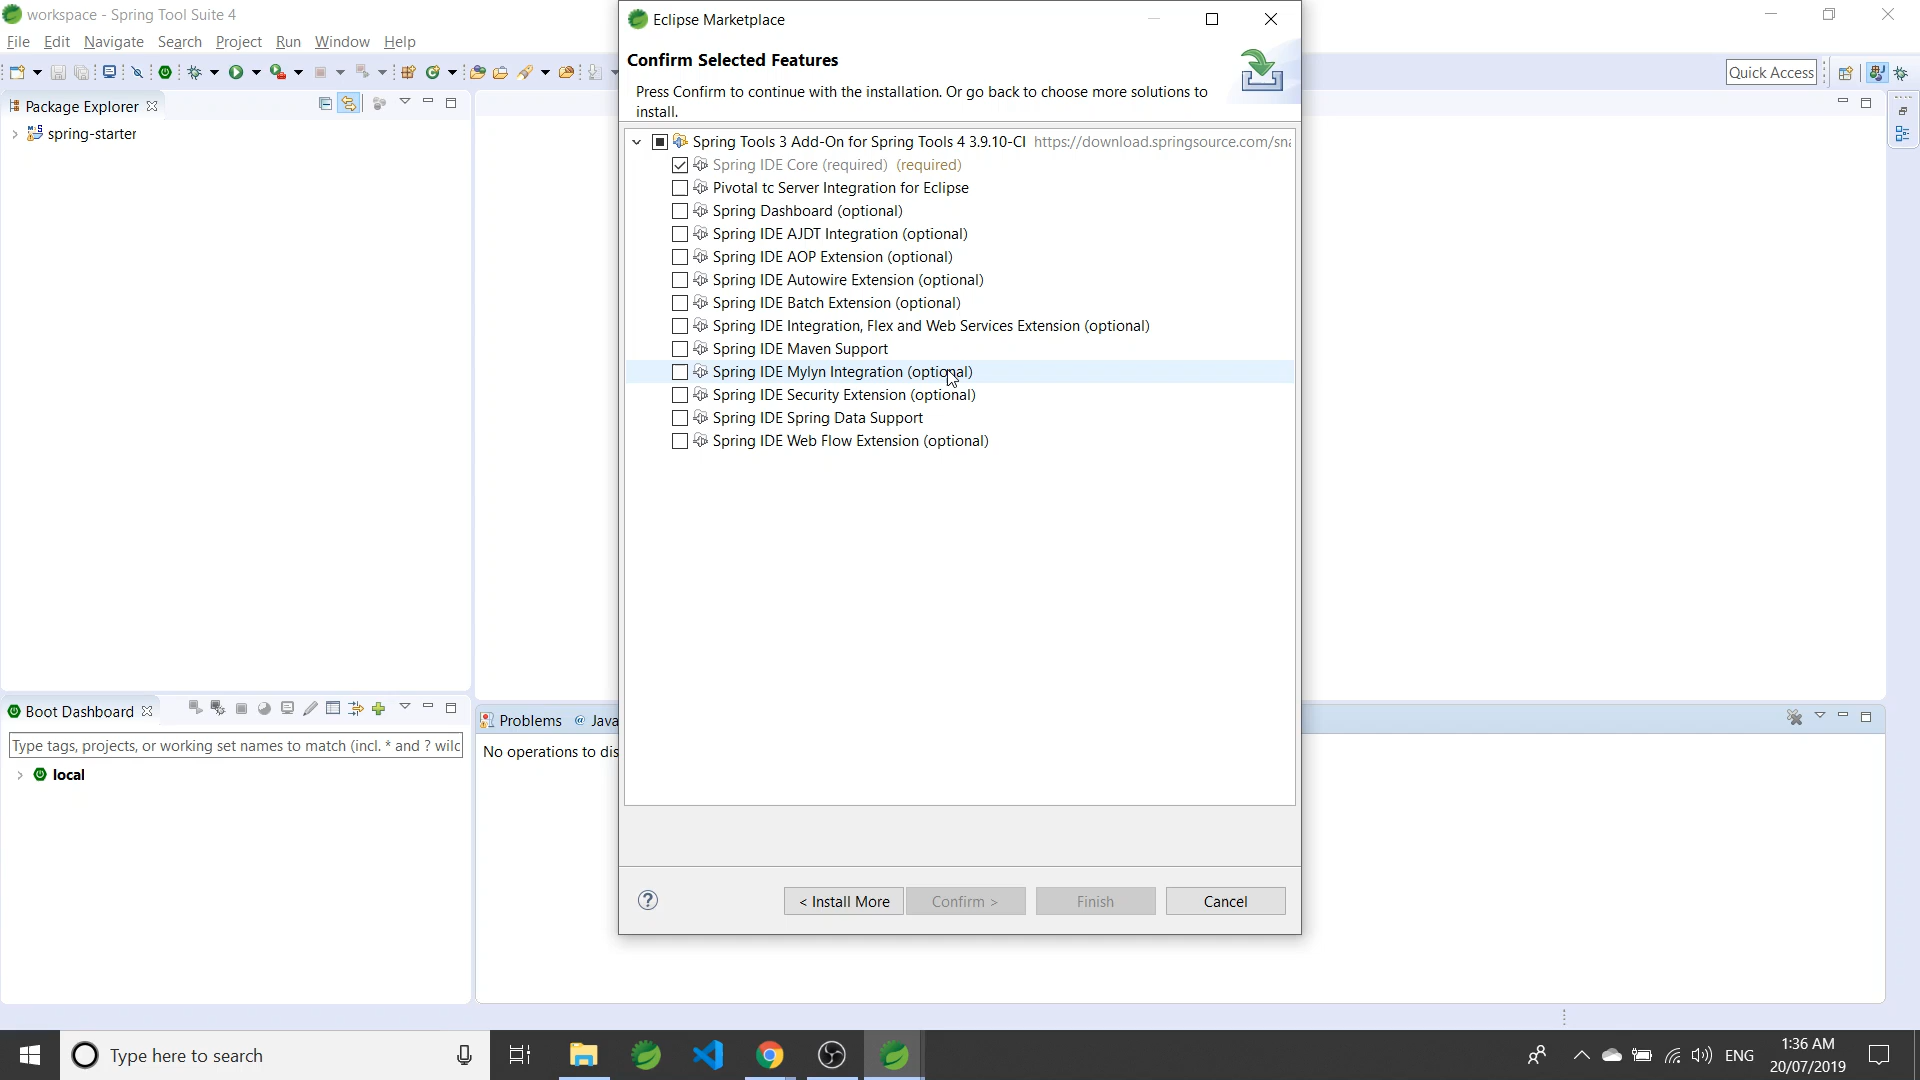 workspace - Spring Tool Suite 4
File Edit Navigate Search Project Run Window Help
Quick Access
Package Explorer
spring-starter
Eclipse Marketplace
Confirm Selected Features
Press Confirm to continue with the installation. Or go back to choose more solutions to
install.
Spring Tools 3 Add-On for Spring Tools 4 3.9.10-CI https://download.springsource.com/sna
Spring IDE Core (required) (required)
Pivotal tc Server Integration for Eclipse
Spring Dashboard (optional)
Spring IDE AJDT Integration (optional)
Spring IDE AOP Extension (optional)
Spring IDE Autowire Extension (optional)
Spring IDE Batch Extension (optional)
Spring IDE Integration, Flex and Web Services Extension (optional)
Spring IDE Maven Support
Spring IDE Mylyn Integration (optional)
Spring IDE Security Extension (optional)
Spring IDE Spring Data Support
Spring IDE Web Flow Extension (optional)
< Install More Confirm > Finish Cancel
Boot Dashboard
Type tags, projects, or working set names to match (incl. * and ? wilc
local
Problems @ Java
No operations to dis
Type here to search
ENG
1:36 AM
20/07/2019